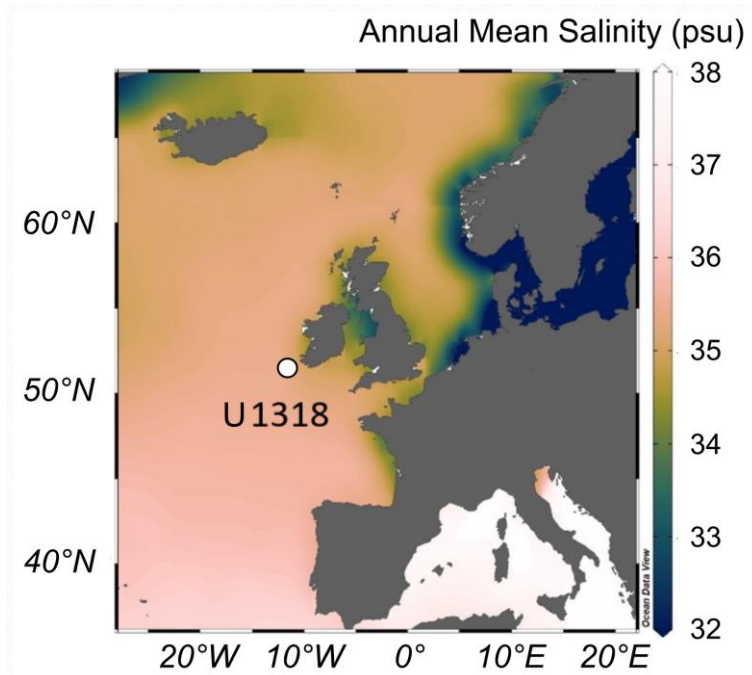 Annual Mean Salinity (psu)
38
37
60°N
36
35
50°N
U1318
34
33
40°N
Ocean Data View
32
20°W 10°W 0° 10°E 20°E